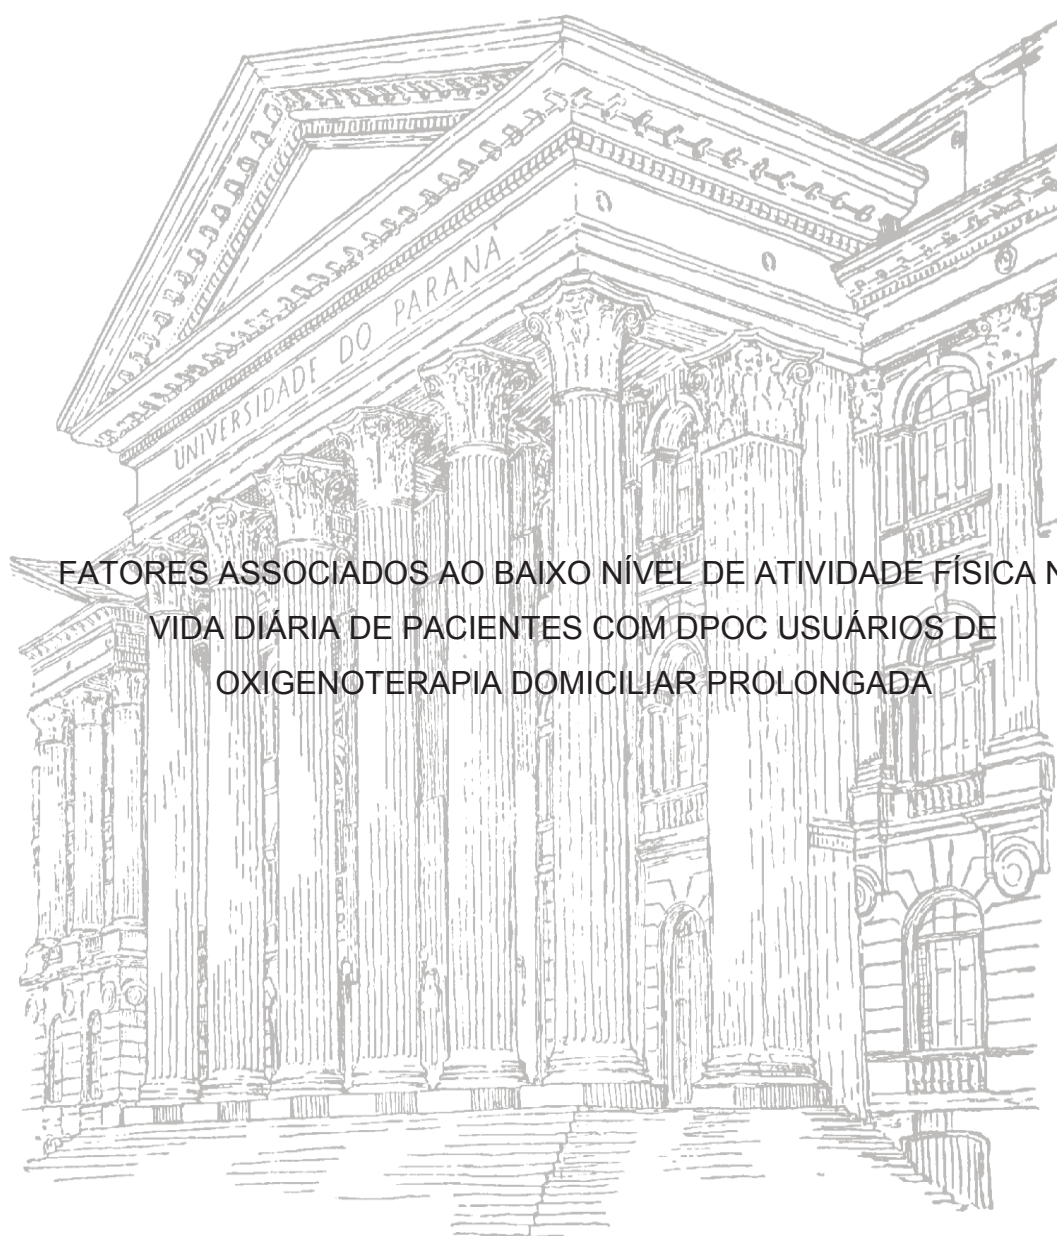 UNIVERSIDADE DO PARANÁ
FATORES ASSOCIADOS AO BAIXO NÍVEL DE ATIVIDADE FÍSICA N
VIDA DIÁRIA DE PACIENTES COM DPOC USUÁRIOS DE
OXIGENOTERAPIA DOMICILIAR PROLONGADA